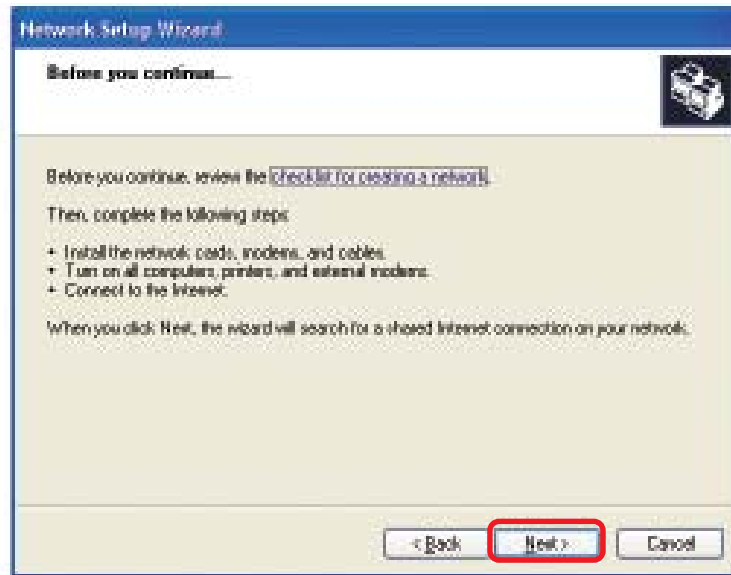 Network Setup Wizard
Before you continue...
Before you continue, review the checklist for creating a network.
Then, complete the following steps:
• Install the network cards, modems, and cables.
• Turn on all computers, printers, and external modems.
• Connect to the Internet.
When you click Next, the wizard will search for a shared Internet connection on your network.
< Back Next > Cancel